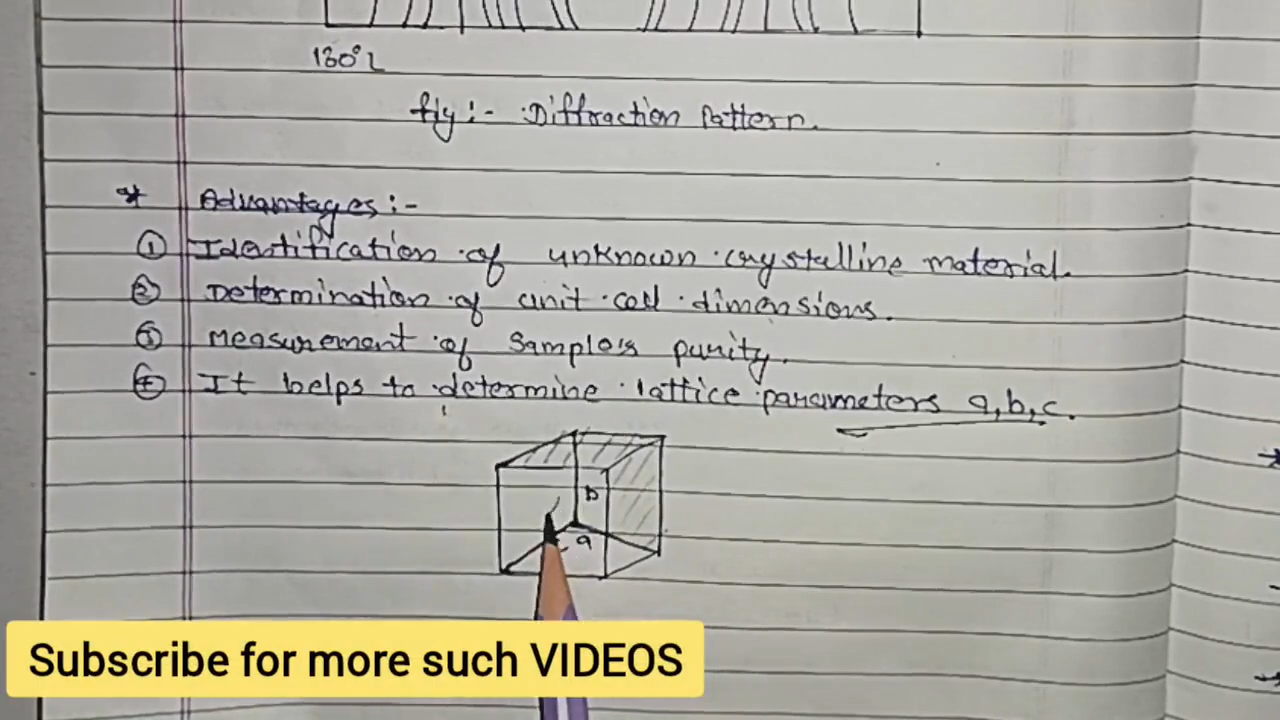 180°
fig:- Diffraction Pattern.
* Advantages :-
① Identification of unknown crystalline material.
② Determination of unit cell dimensions.
③ Measurement of Sample's purity.
④ It helps to determine lattice parameters a,b,c.
b
a
Subscribe for more such VIDEOS